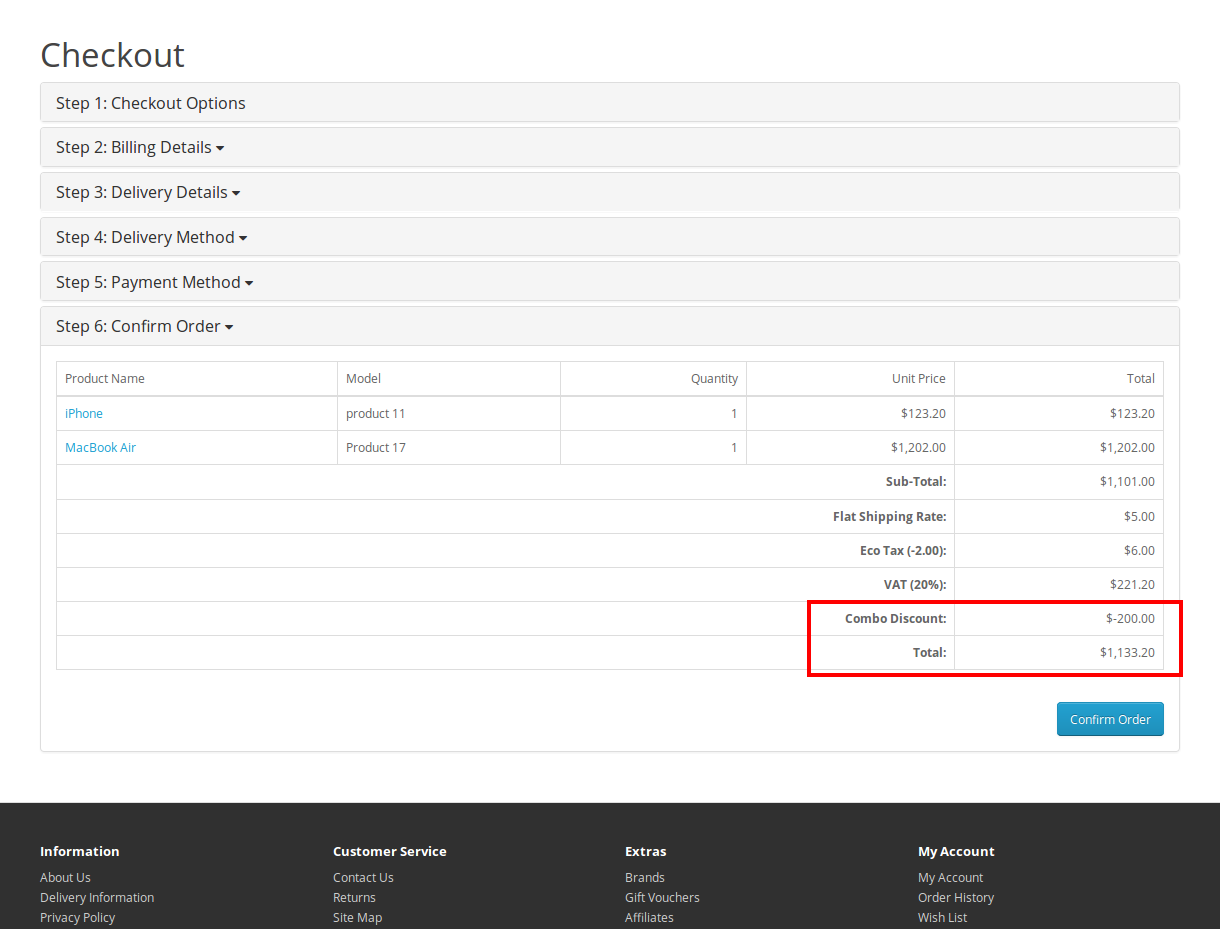 Checkout
Step 1: Checkout Options
Step 2: Billing Details
Step 3: Delivery Details
Step 4: Delivery Method
Step 5: Payment Method
Step 6: Confirm Order
Product Name Model Quantity Unit Price Total
iPhone product 11 1 $123.20 $123.20
MacBook Air Product 17 1 $1,202.00 $1,202.00
Sub-Total: $1,101.00
Flat Shipping Rate: $5.00
Eco Tax (-2.00): $6.00
VAT (20%): $221.20
Combo Discount: $-200.00
Total: $1,133.20
Confirm Order
Information Customer Service Extras My Account
About Us Contact Us Brands My Account
Delivery Information Returns Gift Vouchers Order History
Privacy Policy Site Map Affiliates Wish List